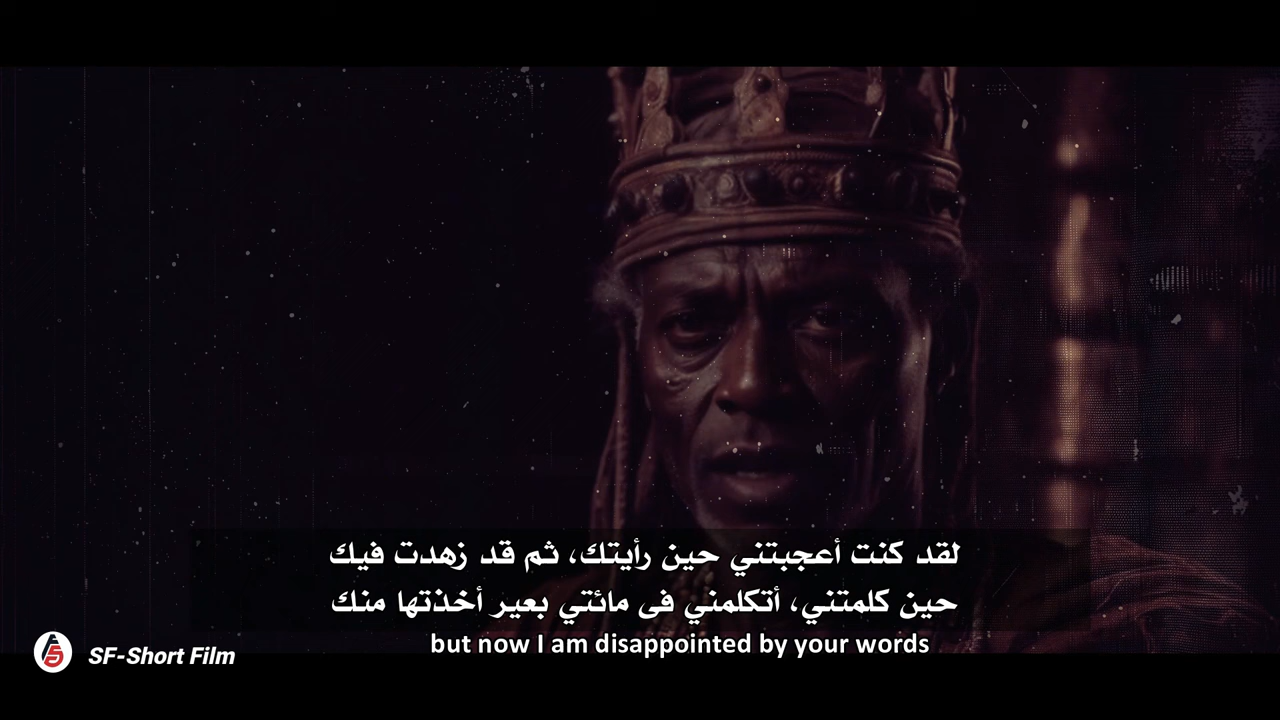 لقد كنت أعجبتني حين رأيتك، ثم قد زهدت فيك
حين كلمتني، أتكلمني فى مائتي بعير أخذتها منك
but now I am disappointed by your words
SF-Short Film